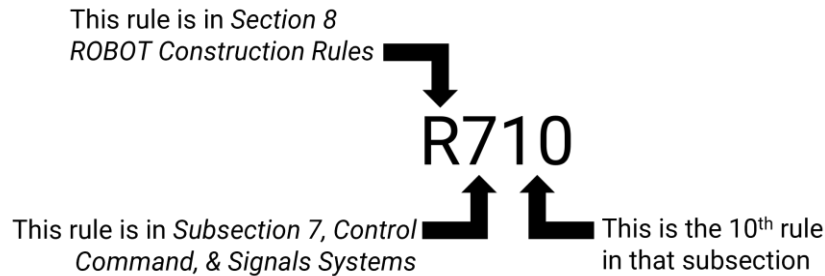 This rule is in Section 8
ROBOT Construction Rules
R710
This rule is in Subsection 7, Control
Command, & Signals Systems
This is the 10th rule
in that subsection